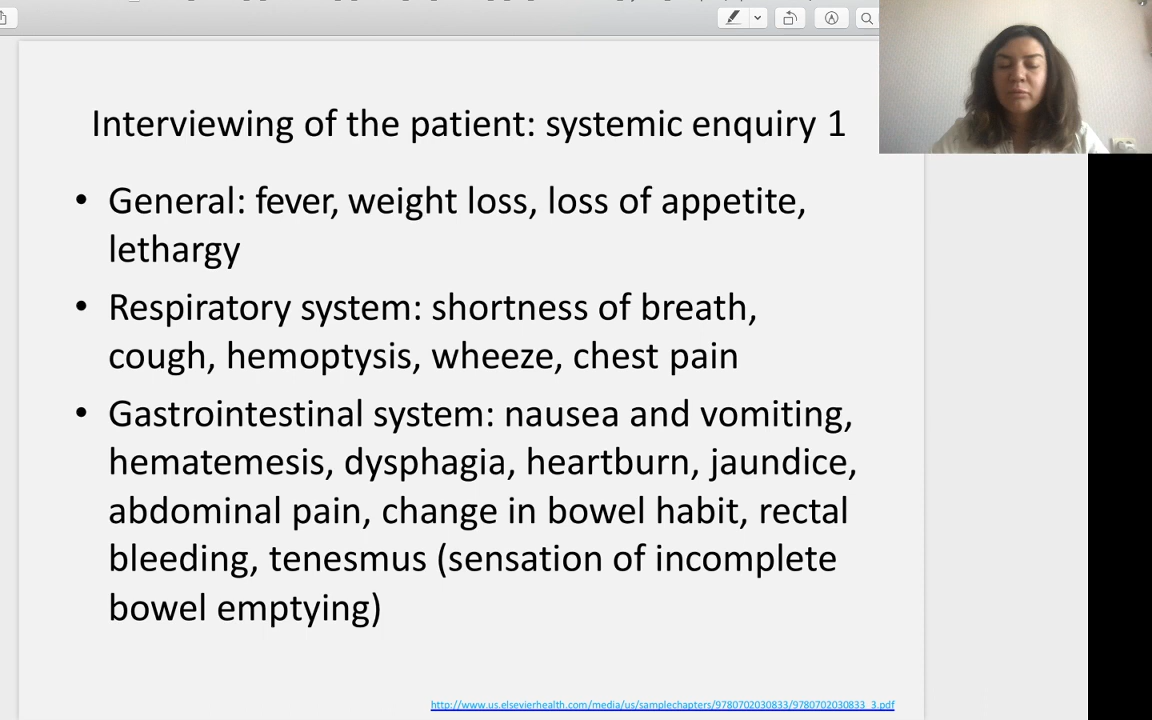 Interviewing of the patient: systemic enquiry 1
• General: fever, weight loss, loss of appetite,
lethargy
• Respiratory system: shortness of breath,
cough, hemoptysis, wheeze, chest pain
• Gastrointestinal system: nausea and vomiting,
hematemesis, dysphagia, heartburn, jaundice,
abdominal pain, change in bowel habit, rectal
bleeding, tenesmus (sensation of incomplete
bowel emptying)
http://www.us.elsevierhealth.com/media/us/samplechapters/9780702030833/9780702030833_3.pdf